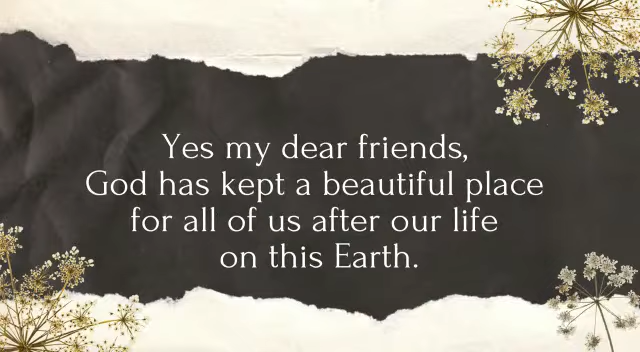 Yes my dear friends,
God has kept a beautiful place
for all of us after our life
on this Earth.